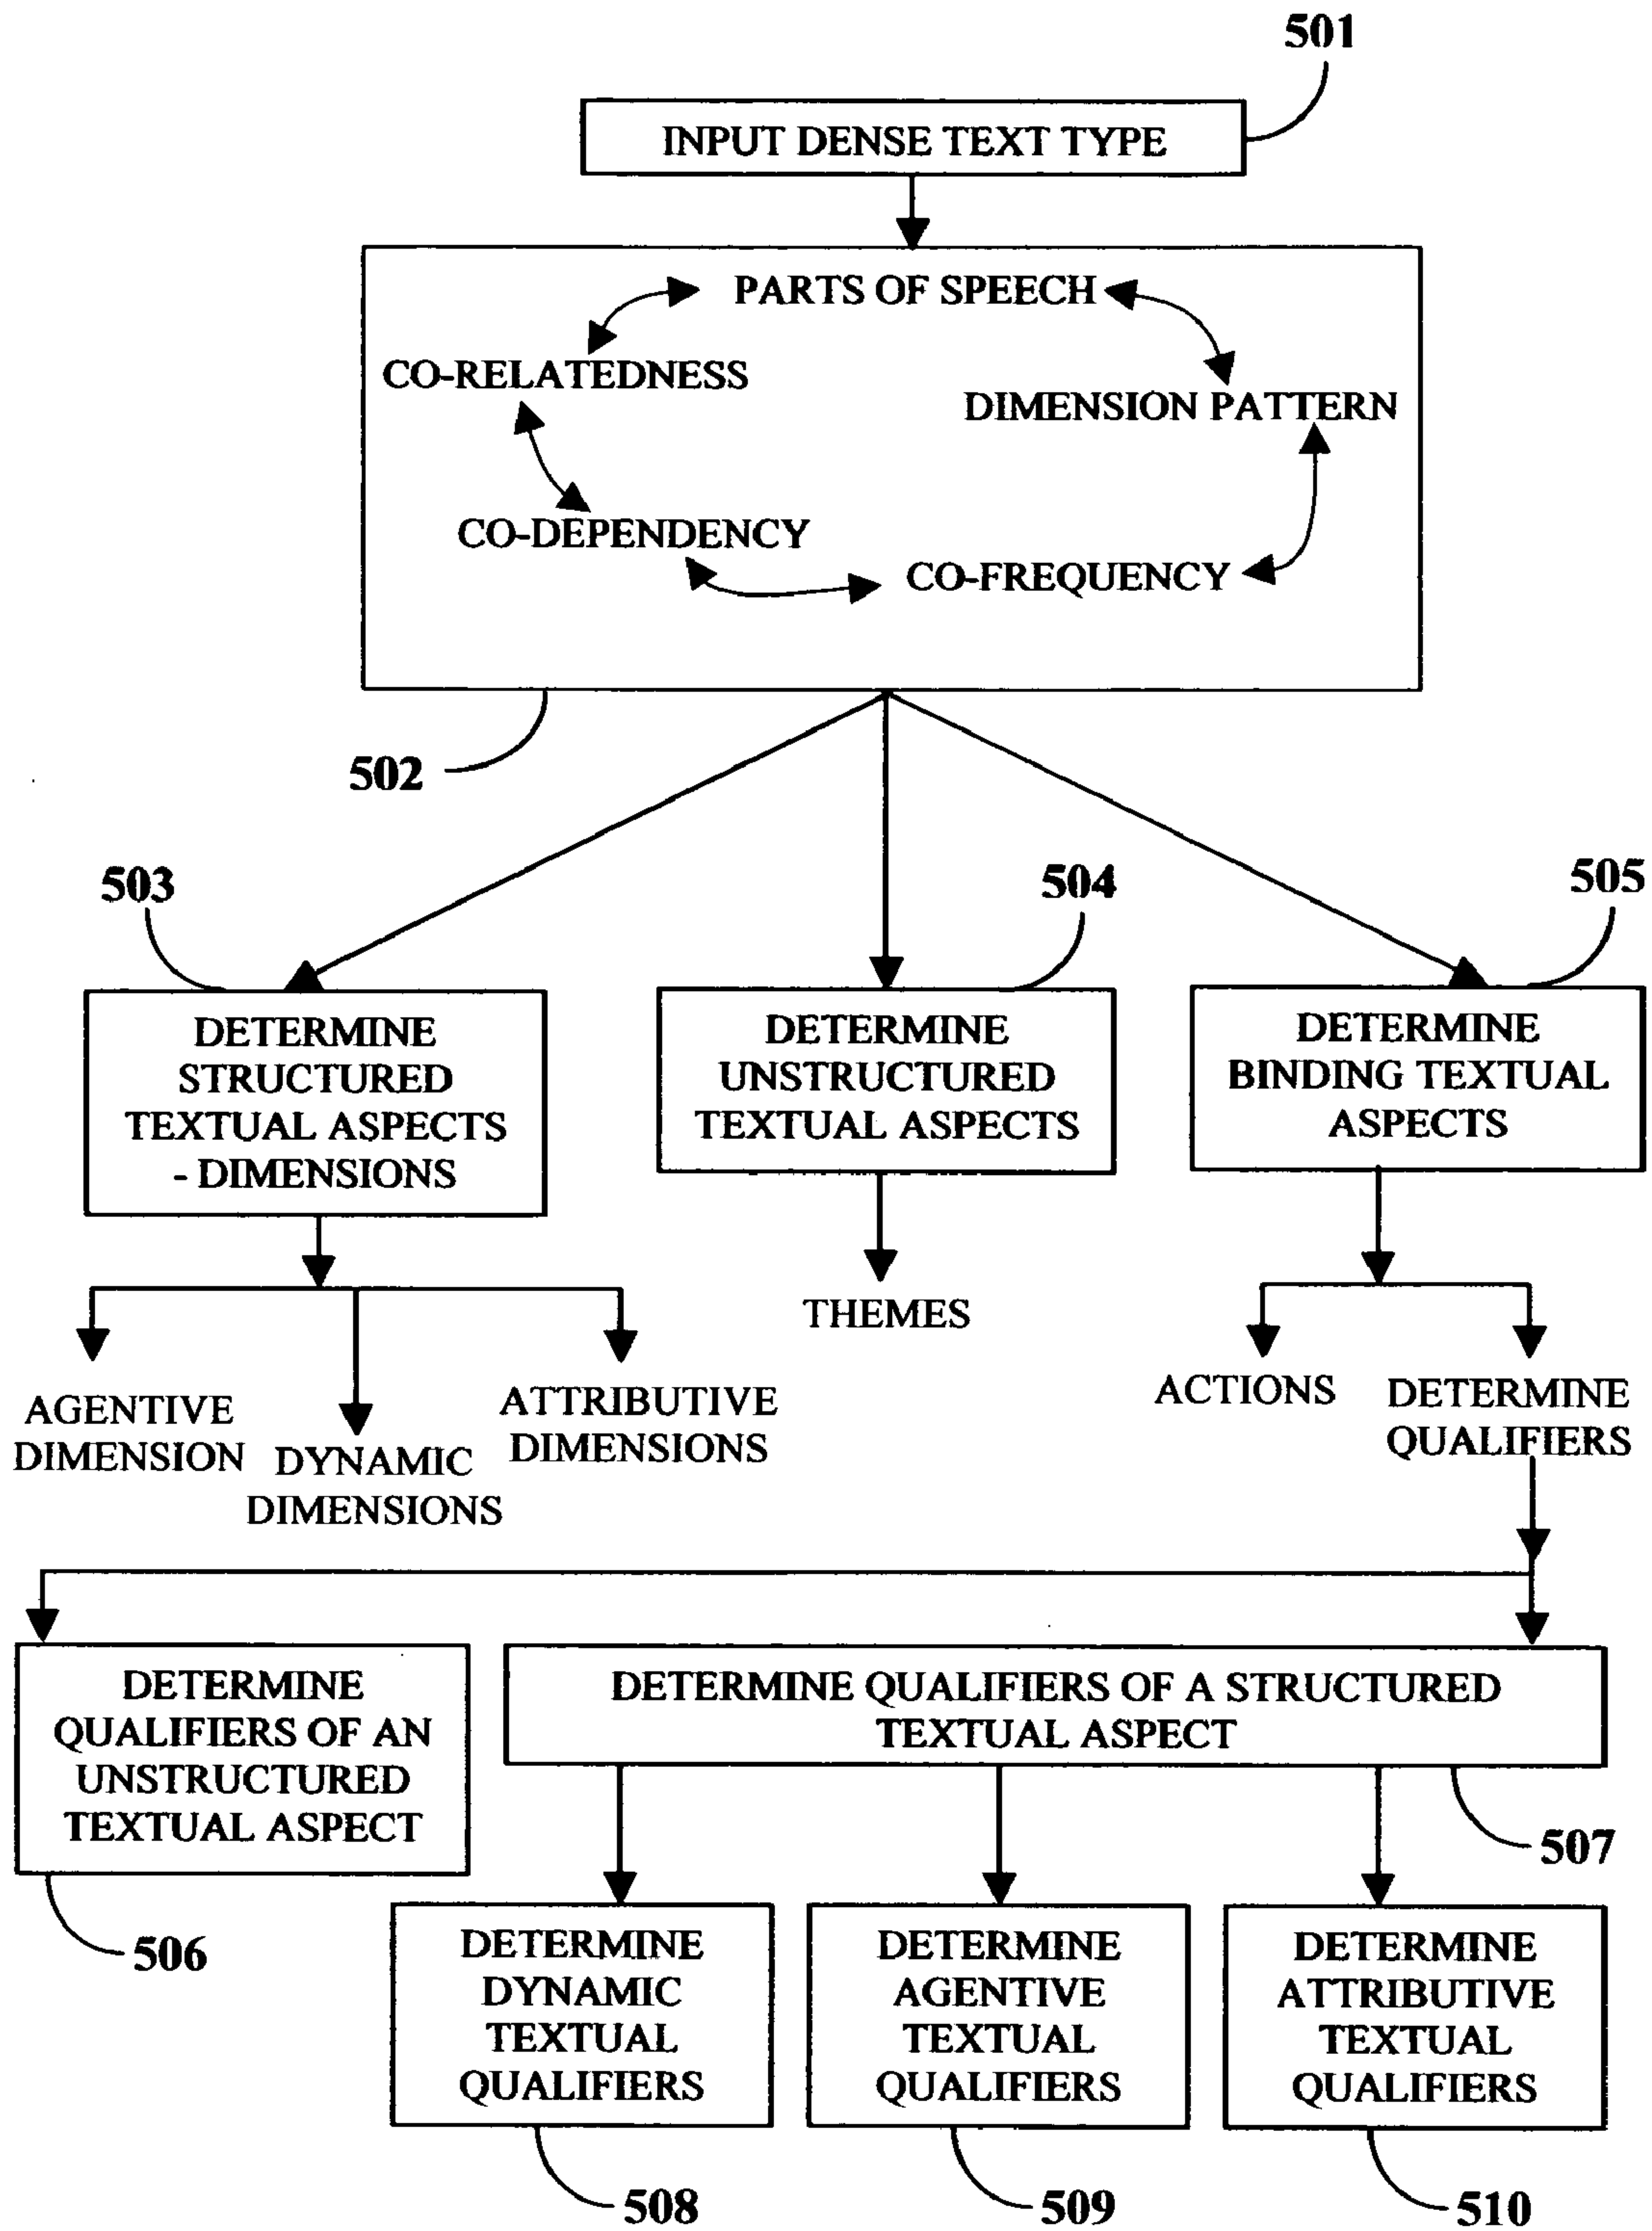 501
INPUT DENSE TEXT TYPE
PARTS OF SPEECH
CO-RELATEDNESS
DIMENSION PATTERN
CO-DEPENDENCY
CO-FREQUENCY
502
503
504
505
DETERMINE
STRUCTURED
TEXTUAL ASPECTS
- DIMENSIONS
DETERMINE
UNSTRUCTURED
TEXTUAL ASPECTS
DETERMINE
BINDING TEXTUAL
ASPECTS
AGENTIVE
DIMENSION
DYNAMIC
DIMENSIONS
ATTRIBUTIVE
DIMENSIONS
THEMES
ACTIONS
DETERMINE
QUALIFIERS
DETERMINE
QUALIFIERS OF AN
UNSTRUCTURED
TEXTUAL ASPECT
DETERMINE QUALIFIERS OF A STRUCTURED
TEXTUAL ASPECT
507
506
DETERMINE
DYNAMIC
TEXTUAL
QUALIFIERS
DETERMINE
AGENTIVE
TEXTUAL
QUALIFIERS
DETERMINE
ATTRIBUTIVE
TEXTUAL
QUALIFIERS
508
509
510